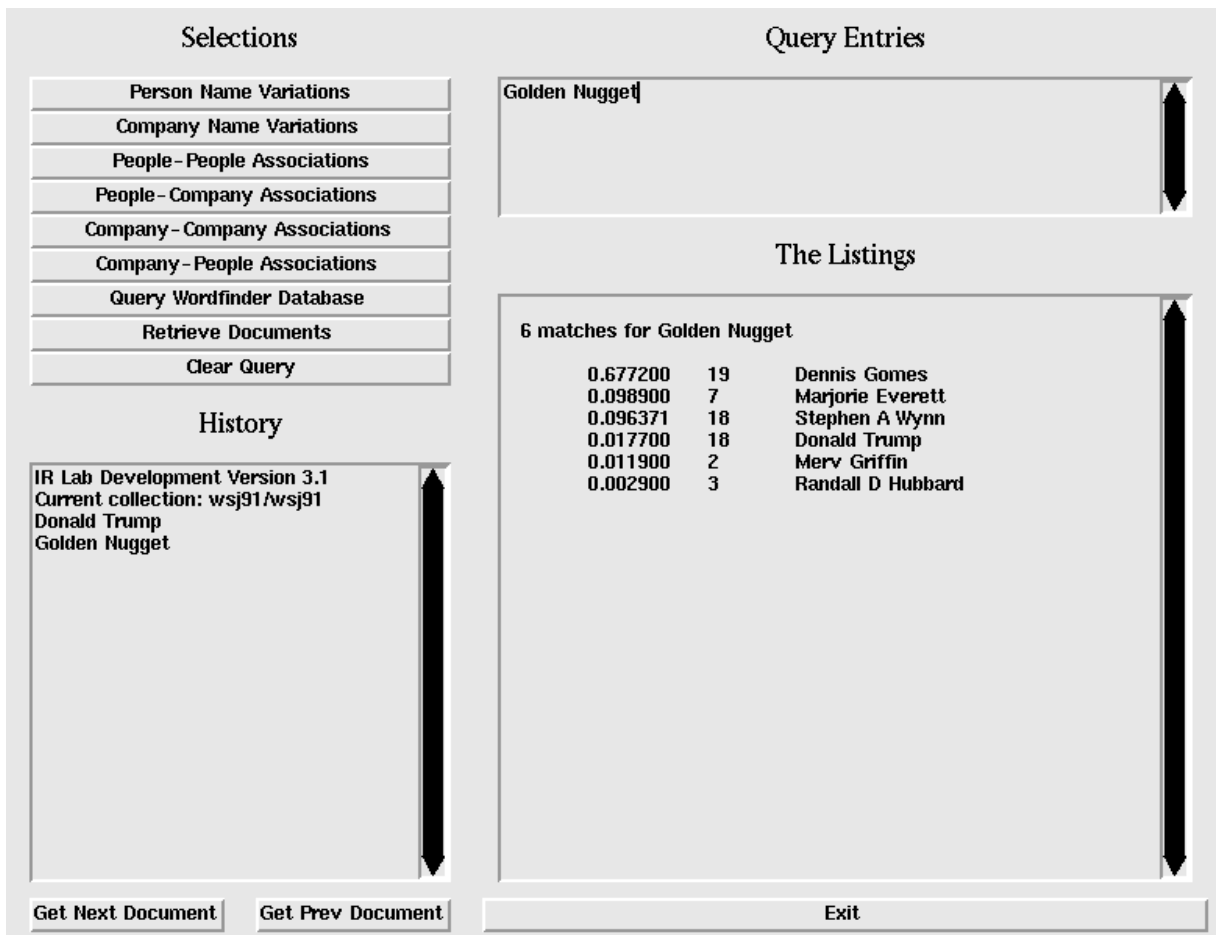 Selections
Person Name Variations
Company Name Variations
People-People Associations
People-Company Associations
Company-Company Associations
Company-People Associations
Query Wordfinder Database
Retrieve Documents
Clear Query
History
IR Lab Development Version 3.1
Current collection: wsj91/wsj91
Donald Trump
Golden Nugget
Get Next Document
Get Prev Document
Query Entries
Golden Nugget
The Listings
6 matches for Golden Nugget
0.677200 19 Dennis Gomes
0.098900 7 Marjorie Everett
0.096371 18 Stephen A Wynn
0.017700 18 Donald Trump
0.011900 2 Merv Griffin
0.002900 3 Randall D Hubbard
Exit